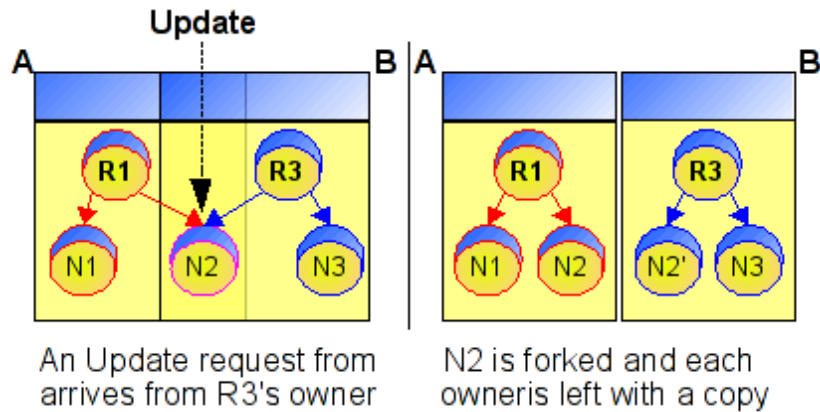 Update
A
B
A
B
R1
R3
R1
R3
N1
N2
N3
N1
N2
N2'
N3
An Update request from
arrives from R3's owner
N2 is forked and each
owneris left with a copy